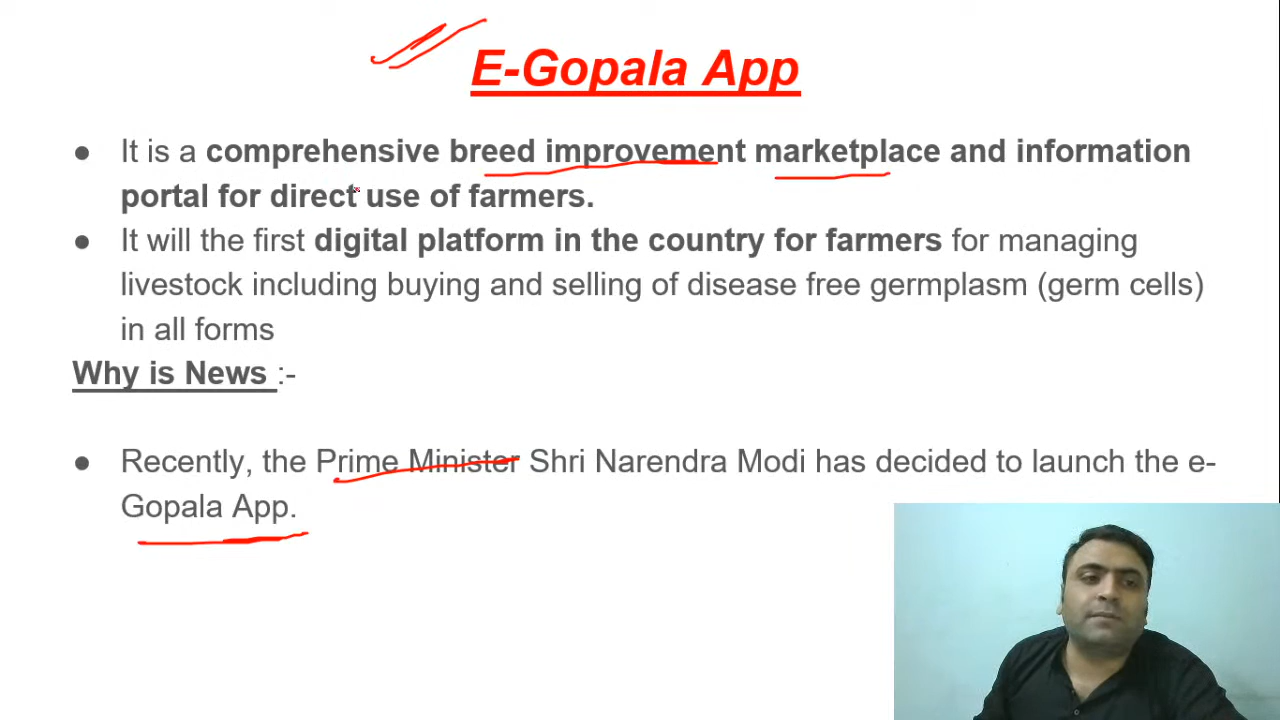 E-Gopala App
● It is a comprehensive breed improvement marketplace and information
portal for direct use of farmers.
● It will the first digital platform in the country for farmers for managing
livestock including buying and selling of disease free germplasm (germ cells)
in all forms
Why is News :-
● Recently, the Prime Minister Shri Narendra Modi has decided to launch the e-
Gopala App.